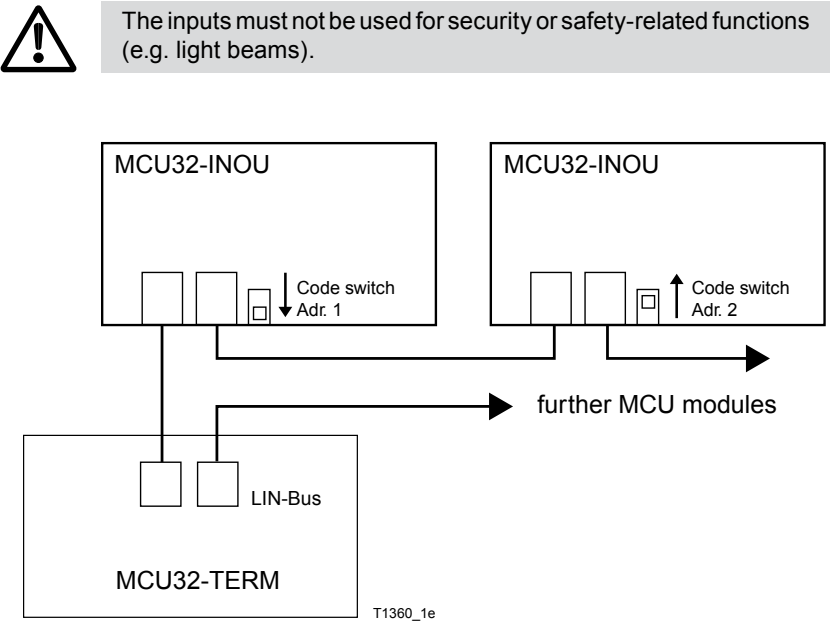 The inputs must not be used for security or safety-related functions
(e.g. light beams).
MCU32-INOU
MCU32-INOU
Code switch
Adr. 1
Code switch
Adr. 2
further MCU modules
LIN-Bus
MCU32-TERM
T1360_1e